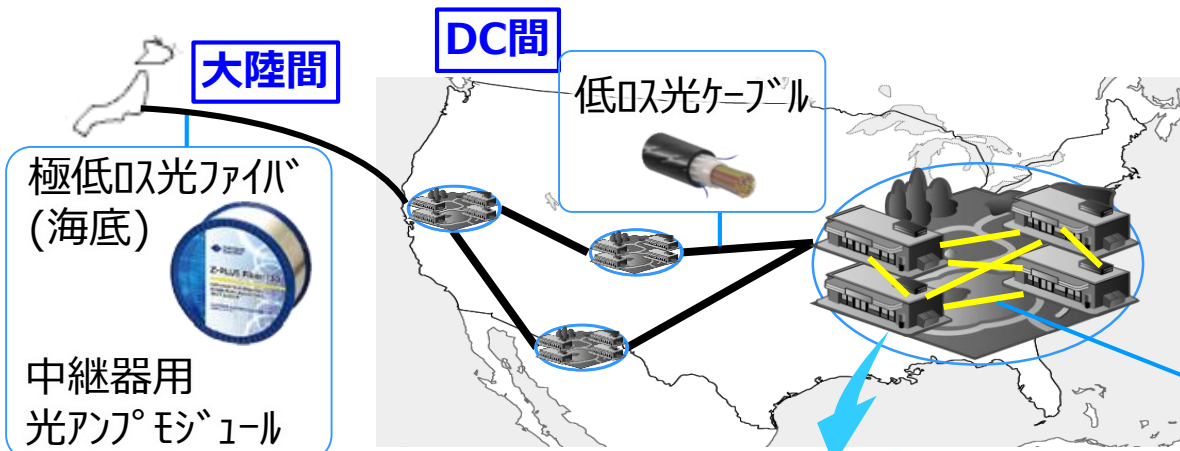 大陸間
DC間
低ロス光ケーブル
極低ロス光ファイバ
(海底)
Z-PLUS Fiber
中継器用
光アンプモジュール